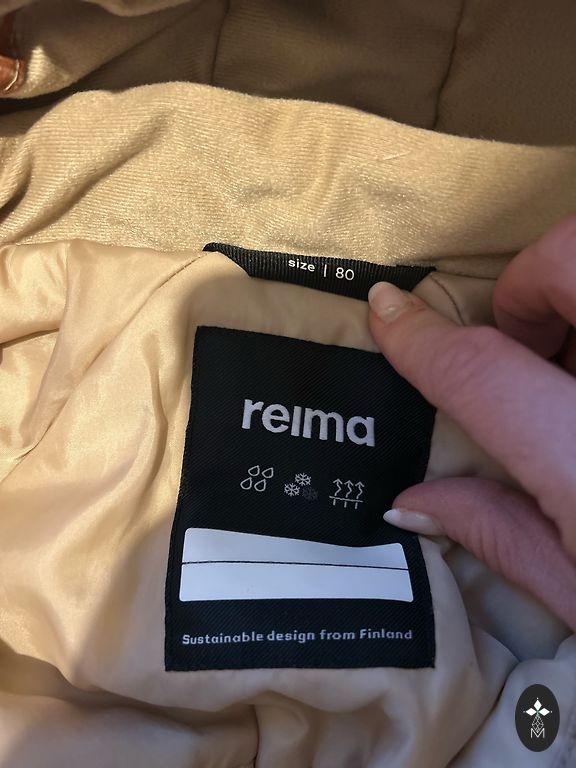 size | 80
reima
Sustainable design from Finland
M